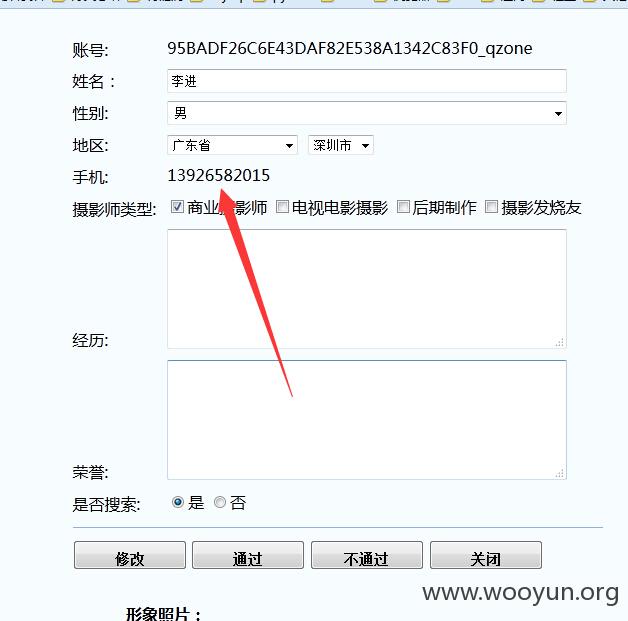 账号: 95BADF26C6E43DAF82E538A1342C83F0_qzone
姓名： 李进
性别: 男
地区: 广东省 深圳市
手机: 13926582015
摄影师类型: 商业摄影师 电视电影摄影 后期制作 摄影发烧友
经历:
荣誉:
是否搜索: 是 否
修改 通过 不通过 关闭
www.wooyun.org
形象照片：